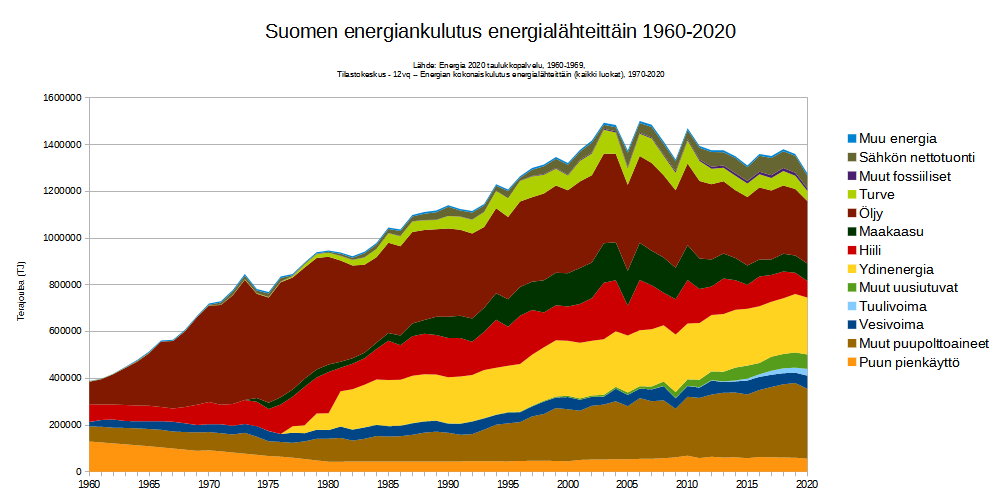 Suomen energiankulutus energialähteittäin 1960-2020
Lähde: Energia 2020 taulukkopalvelu, 1960-1969,
Tilastokeskus - 12vq – Energian kokonaiskulutus energialähteittäin (kaikki luokat), 1970-2020
1600000
1400000
1200000
1000000
800000
600000
400000
200000
0
Terajoulea (TJ)
1960 1965 1970 1975 1980 1985 1990 1995 2000 2005 2010 2015 2020
Muu energia
Sähkön nettotuonti
Muut fossiiliset
Turve
Öljy
Maakaasu
Hiili
Ydinenergia
Muut uusiutuvat
Tuulivoima
Vesivoima
Muut puupolttoaineet
Puun pienkäyttö